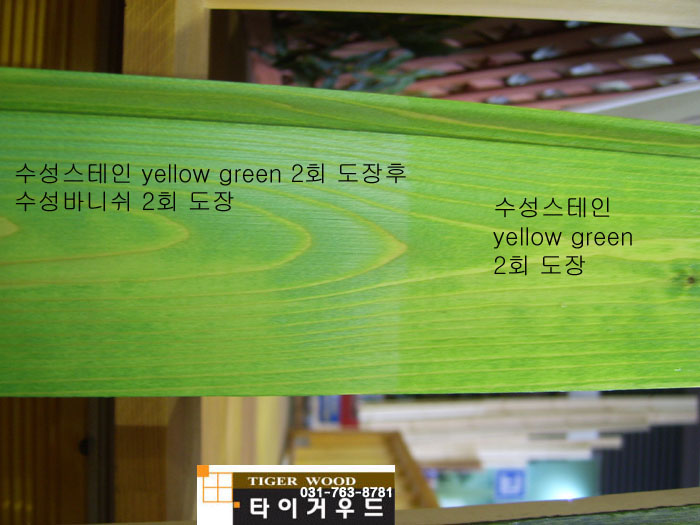 수성스테인 yellow green 2회 도장후
수성바니쉬 2회 도장
수성스테인
yellow green
2회 도장
TIGER WOOD
031-763-8781
타이거우드